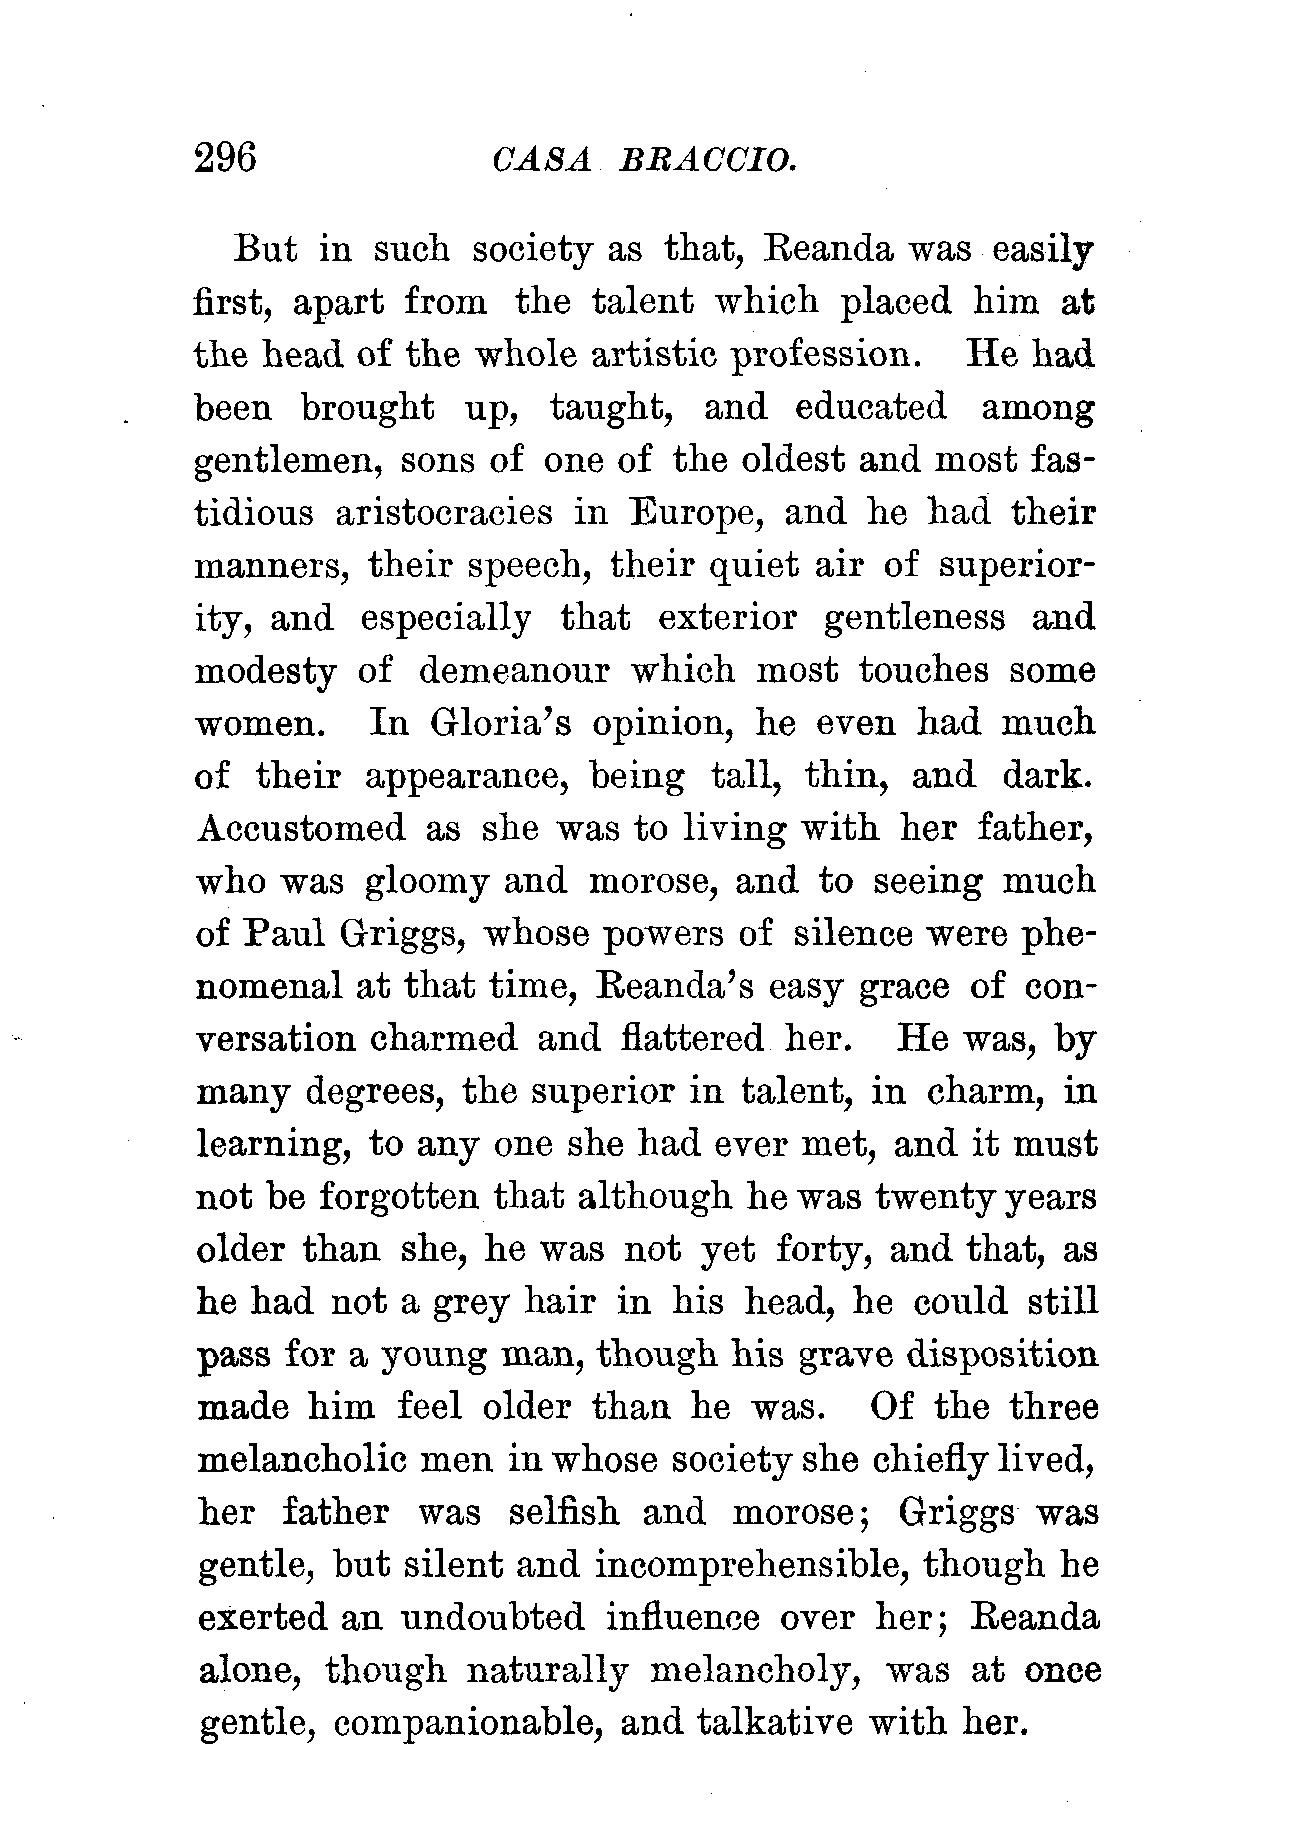 296 CASA BRACCIO.
But in such society as that, Reanda was easily
first, apart from the talent which placed him at
the head of the whole artistic profession. He had
been brought up, taught, and educated among
gentlemen, sons of one of the oldest and most fas-
tidious aristocracies in Europe, and he had their
manners, their speech, their quiet air of superior-
ity, and especially that exterior gentleness and
modesty of demeanour which most touches some
women. In Gloria's opinion, he even had much
of their appearance, being tall, thin, and dark.
Accustomed as she was to living with her father,
who was gloomy and morose, and to seeing much
of Paul Griggs, whose powers of silence were phe-
nomenal at that time, Reanda's easy grace of con-
versation charmed and flattered her. He was, by
many degrees, the superior in talent, in charm, in
learning, to any one she had ever met, and it must
not be forgotten that although he was twenty years
older than she, he was not yet forty, and that, as
he had not a grey hair in his head, he could still
pass for a young man, though his grave disposition
made him feel older than he was. Of the three
melancholic men in whose society she chiefly lived,
her father was selfish and morose; Griggs was
gentle, but silent and incomprehensible, though he
exerted an undoubted influence over her; Reanda
alone, though naturally melancholy, was at once
gentle, companionable, and talkative with her.